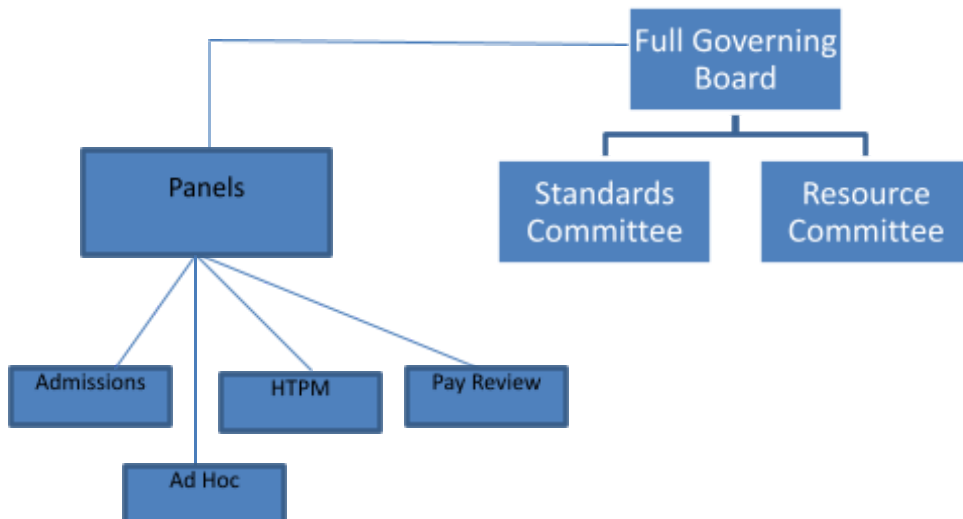 Full Governing
Board
Panels
Standards
Committee
Resource
Committee
Admissions
HTPM
Pay Review
Ad Hoc